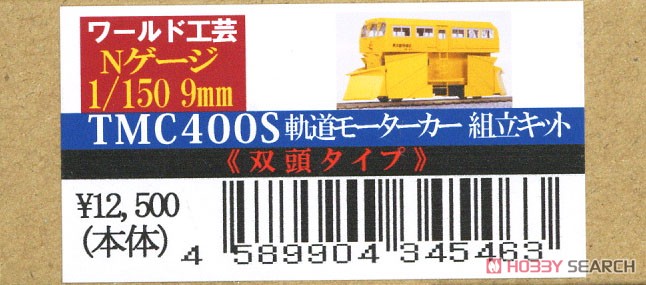 ワールド工芸
Nゲージ
1/150 9mm
TMC400S 軌道モーターカー 組立キット
《双頭タイプ》
¥12,500
(本体)
4 589904 345463
HOBBY SEARCH